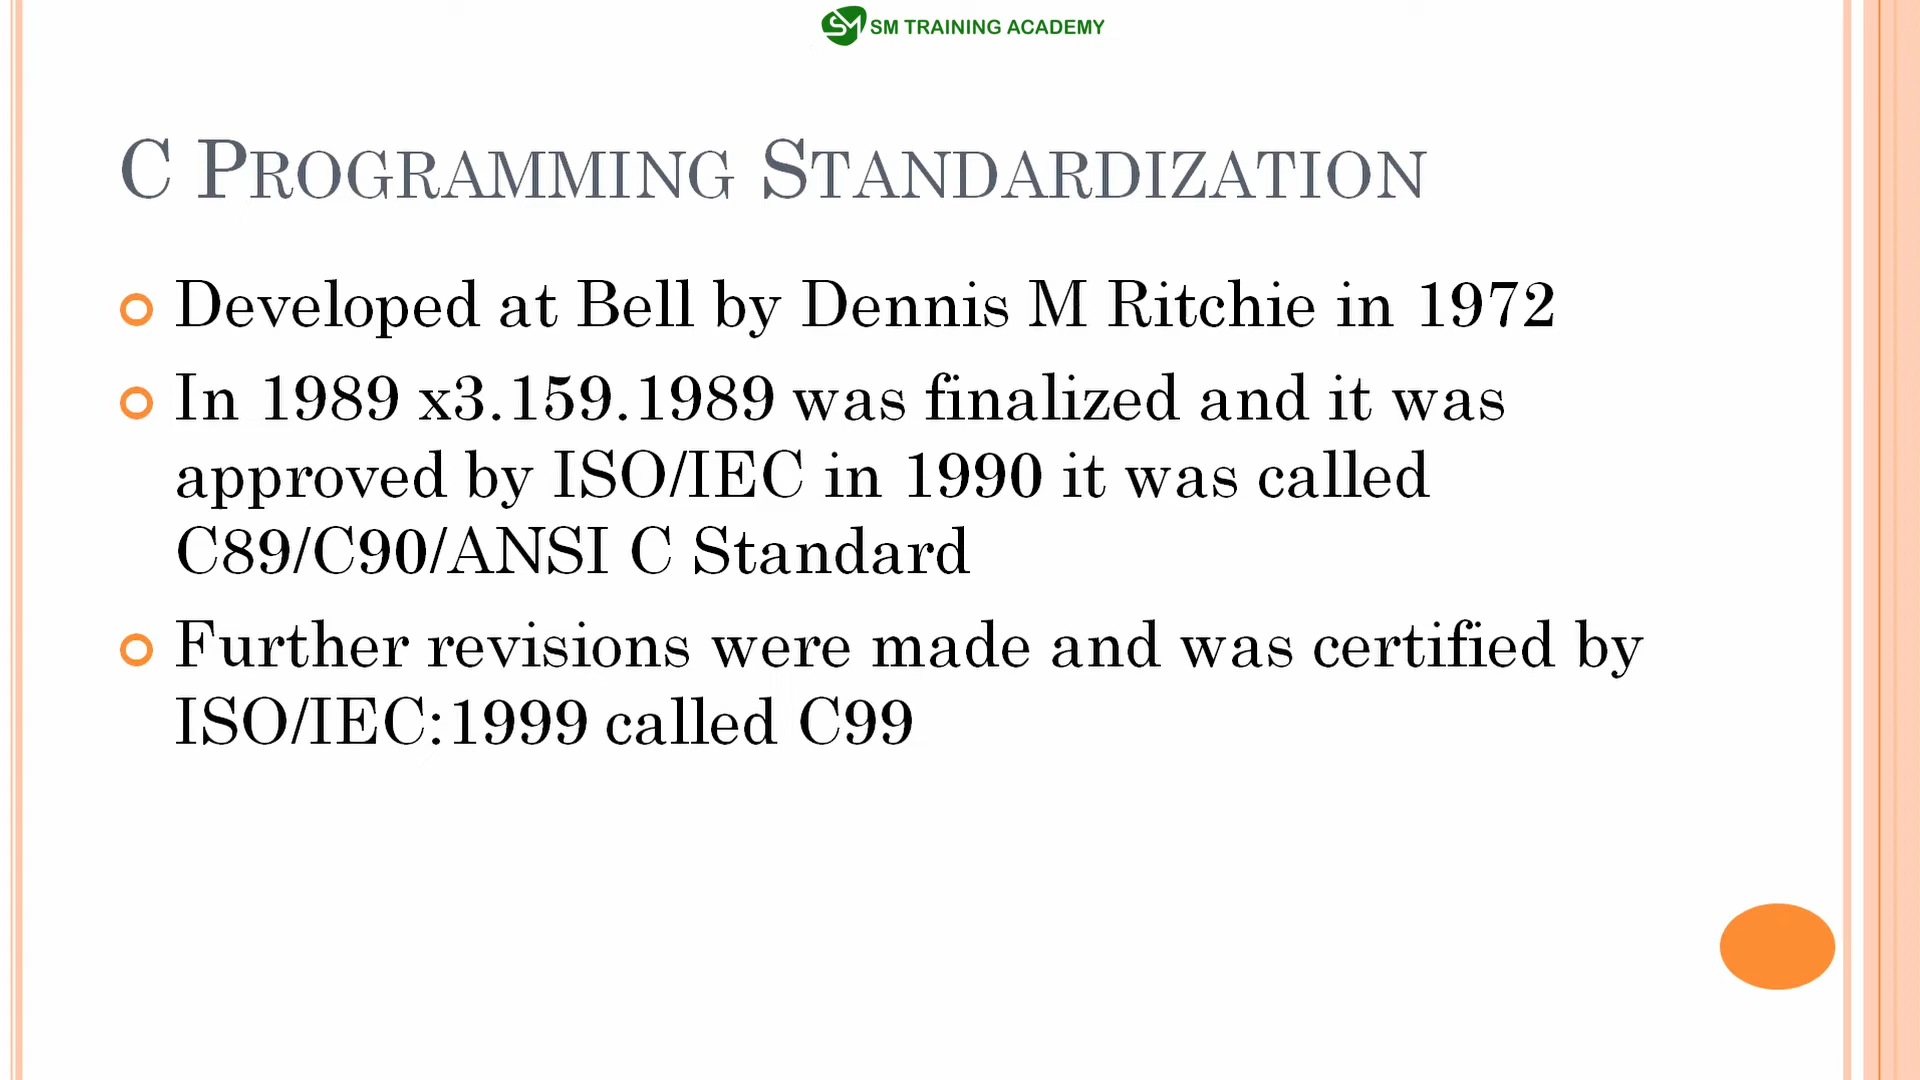 SM TRAINING ACADEMY
C PROGRAMMING STANDARDIZATION
Developed at Bell by Dennis M Ritchie in 1972
In 1989 x3.159.1989 was finalized and it was
approved by ISO/IEC in 1990 it was called
C89/C90/ANSI C Standard
Further revisions were made and was certified by
ISO/IEC:1999 called C99